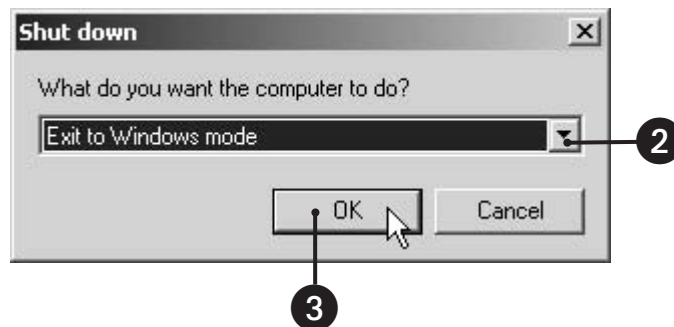 Shut down
What do you want the computer to do?
Exit to Windows mode
2
OK Cancel
3